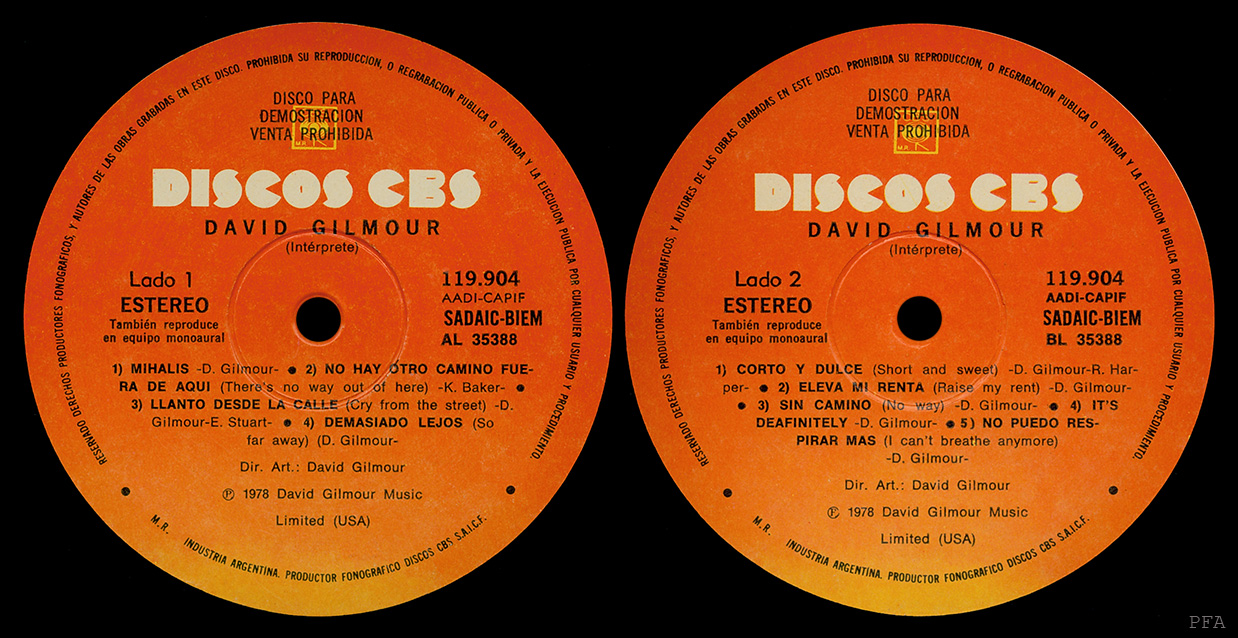 RESERVADO DERECHOS PRODUCTORES FONOGRAFICOS, Y AUTORES DE LAS OBRAS GRABADAS EN ESTE DISCO. PROHIBIDA SU REPRODUCCION, O REGRABACION PUBLICA O PRIVADA Y LA EJECUCION PUBLICA POR CUALQUIER USUARIO Y PROCEDIMIENTO.
DISCO PARA
DEMOSTRACION
VENTA PROHIBIDA
M.R.
DISCOS CBS
DAVID GILMOUR
(Intérprete)
Lado 1
ESTEREO
También reproduce
en equipo monoaural
119.904
AADI-CAPIF
SADAIC-BIEM
AL 35388
1) MIHALIS -D. Gilmour- ● 2) NO HAY OTRO CAMINO FUE-
RA DE AQUI (There's no way out of here) -K. Baker- ●
3) LLANTO DESDE LA CALLE (Cry from the street) -D.
Gilmour-E. Stuart- ● 4) DEMASIADO LEJOS (So
far away) (D. Gilmour-
Dir. Art.: David Gilmour
Ⓟ 1978 David Gilmour Music
Limited (USA)
M.R. INDUSTRIA ARGENTINA. PRODUCTOR FONOGRAFICO DISCOS CBS S.A.I.C.F.
RESERVADO DERECHOS PRODUCTORES FONOGRAFICOS, Y AUTORES DE LAS OBRAS GRABADAS EN ESTE DISCO. PROHIBIDA SU REPRODUCCION, O REGRABACION PUBLICA O PRIVADA Y LA EJECUCION PUBLICA POR CUALQUIER USUARIO Y PROCEDIMIENTO.
DISCO PARA
DEMOSTRACION
VENTA PROHIBIDA
M.R.
DISCOS CBS
DAVID GILMOUR
(Intérprete)
Lado 2
ESTEREO
También reproduce
en equipo monoaural
119.904
AADI-CAPIF
SADAIC-BIEM
BL 35388
1) CORTO Y DULCE (Short and sweet) -D. Gilmour-R. Har-
per- ● 2) ELEVA MI RENTA (Raise my rent) -D. Gilmour-
● 3) SIN CAMINO (No way) -D. Gilmour- ● 4) IT'S
DEAFINITELY -D. Gilmour- ● 5) NO PUEDO RES-
PIRAR MAS (I can't breathe anymore)
-D. Gilmour-
Dir. Art.: David Gilmour
Ⓟ 1978 David Gilmour Music
Limited (USA)
M.R. INDUSTRIA ARGENTINA. PRODUCTOR FONOGRAFICO DISCOS CBS S.A.I.C.F.
PFA